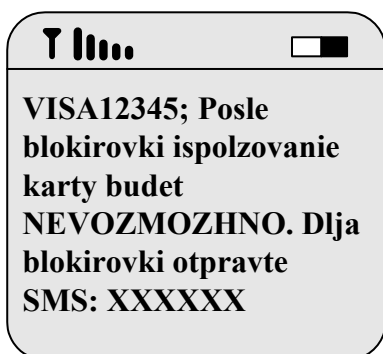 VISA12345; Posle
blokirovki ispolzovanie
karty budet
NEVOZMOZHNO. Dlja
blokirovki otpravte
SMS: XXXXXX